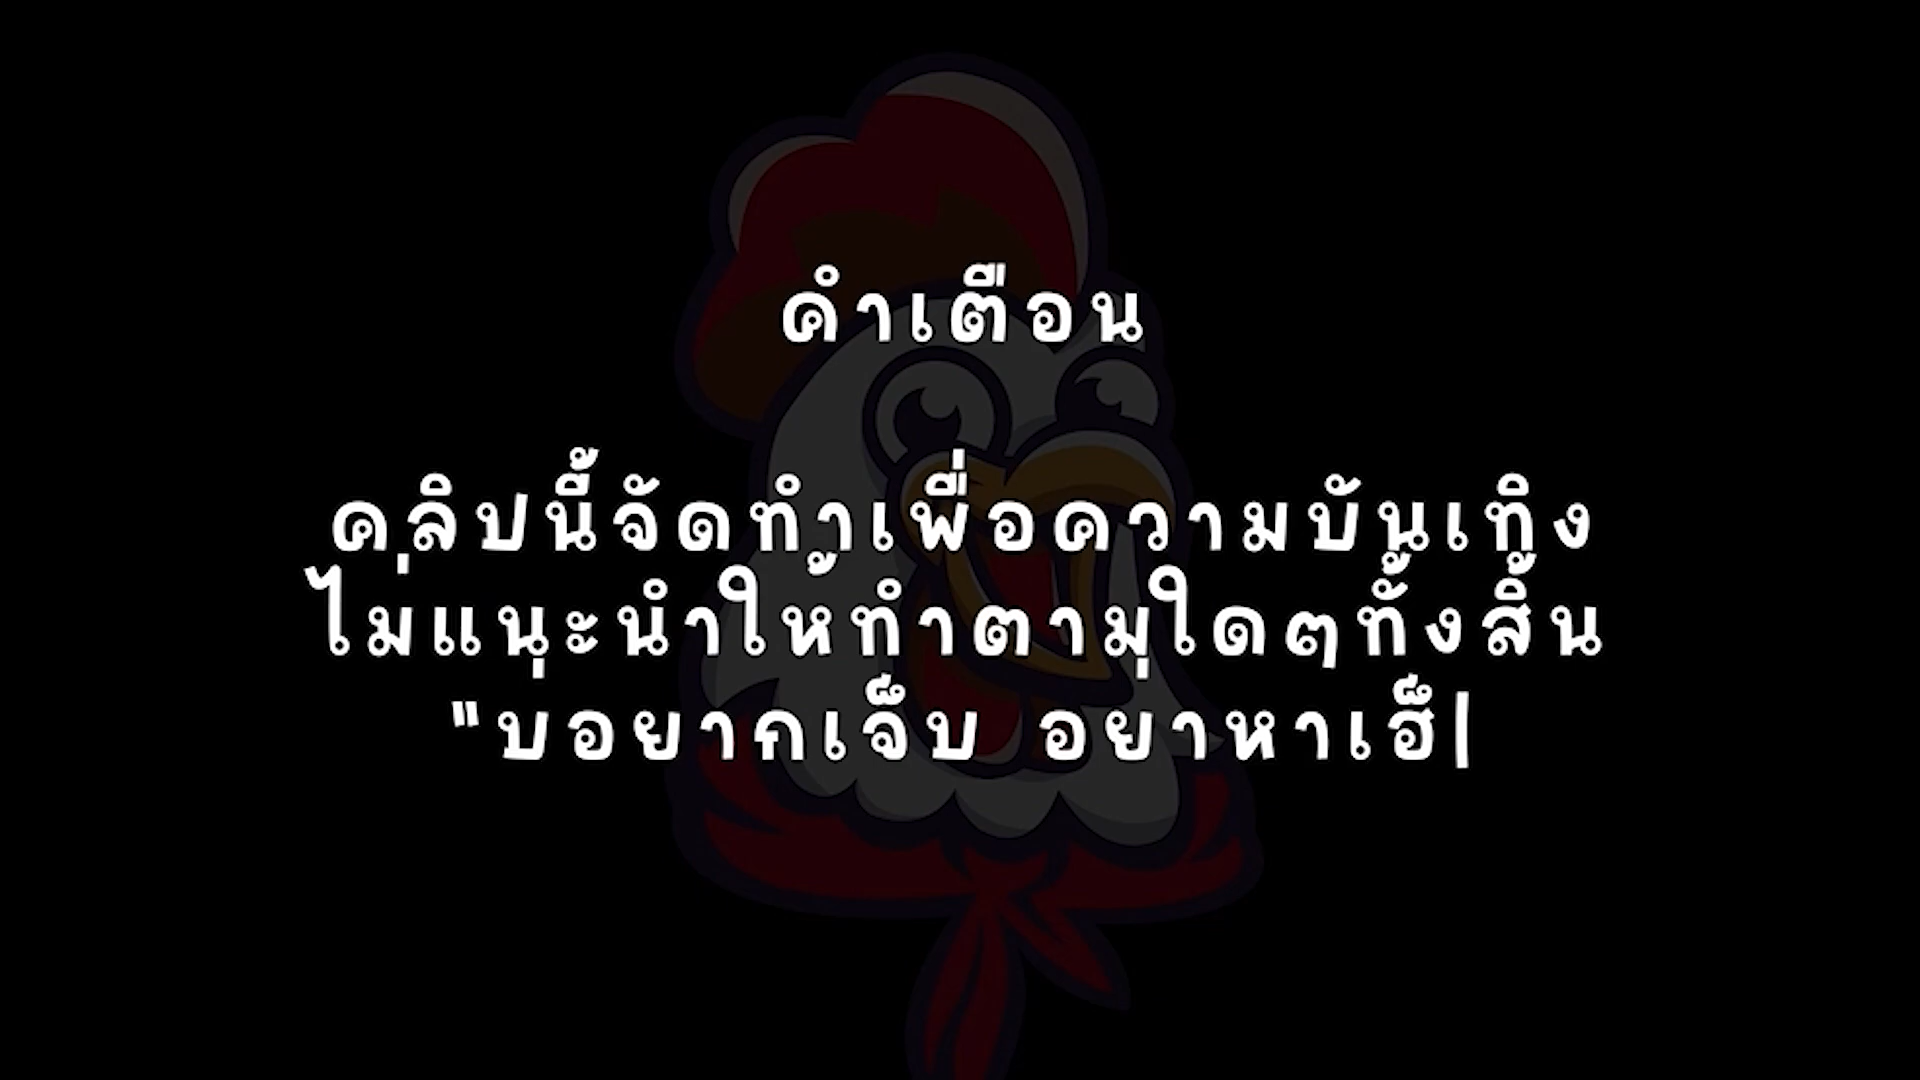 คำเตือน
คลิปนี้จัดทำเพื่อความบันเทิง
ไม่แนะนำให้ทำตามใดๆทั้งสิ้น
"บ่อยากเจ็บ อย่าหาเฮ็|